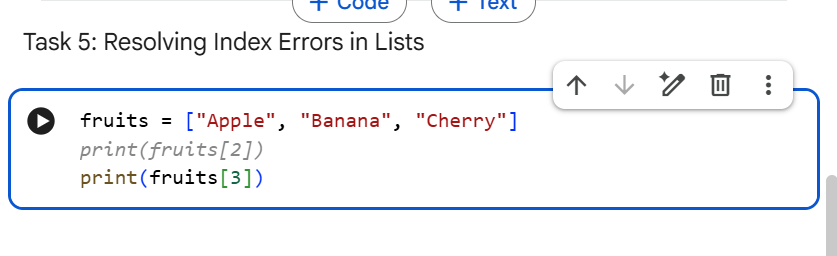 + Code + Text
Task 5: Resolving Index Errors in Lists
fruits = ["Apple", "Banana", "Cherry"]
print(fruits[2])
print(fruits[3])